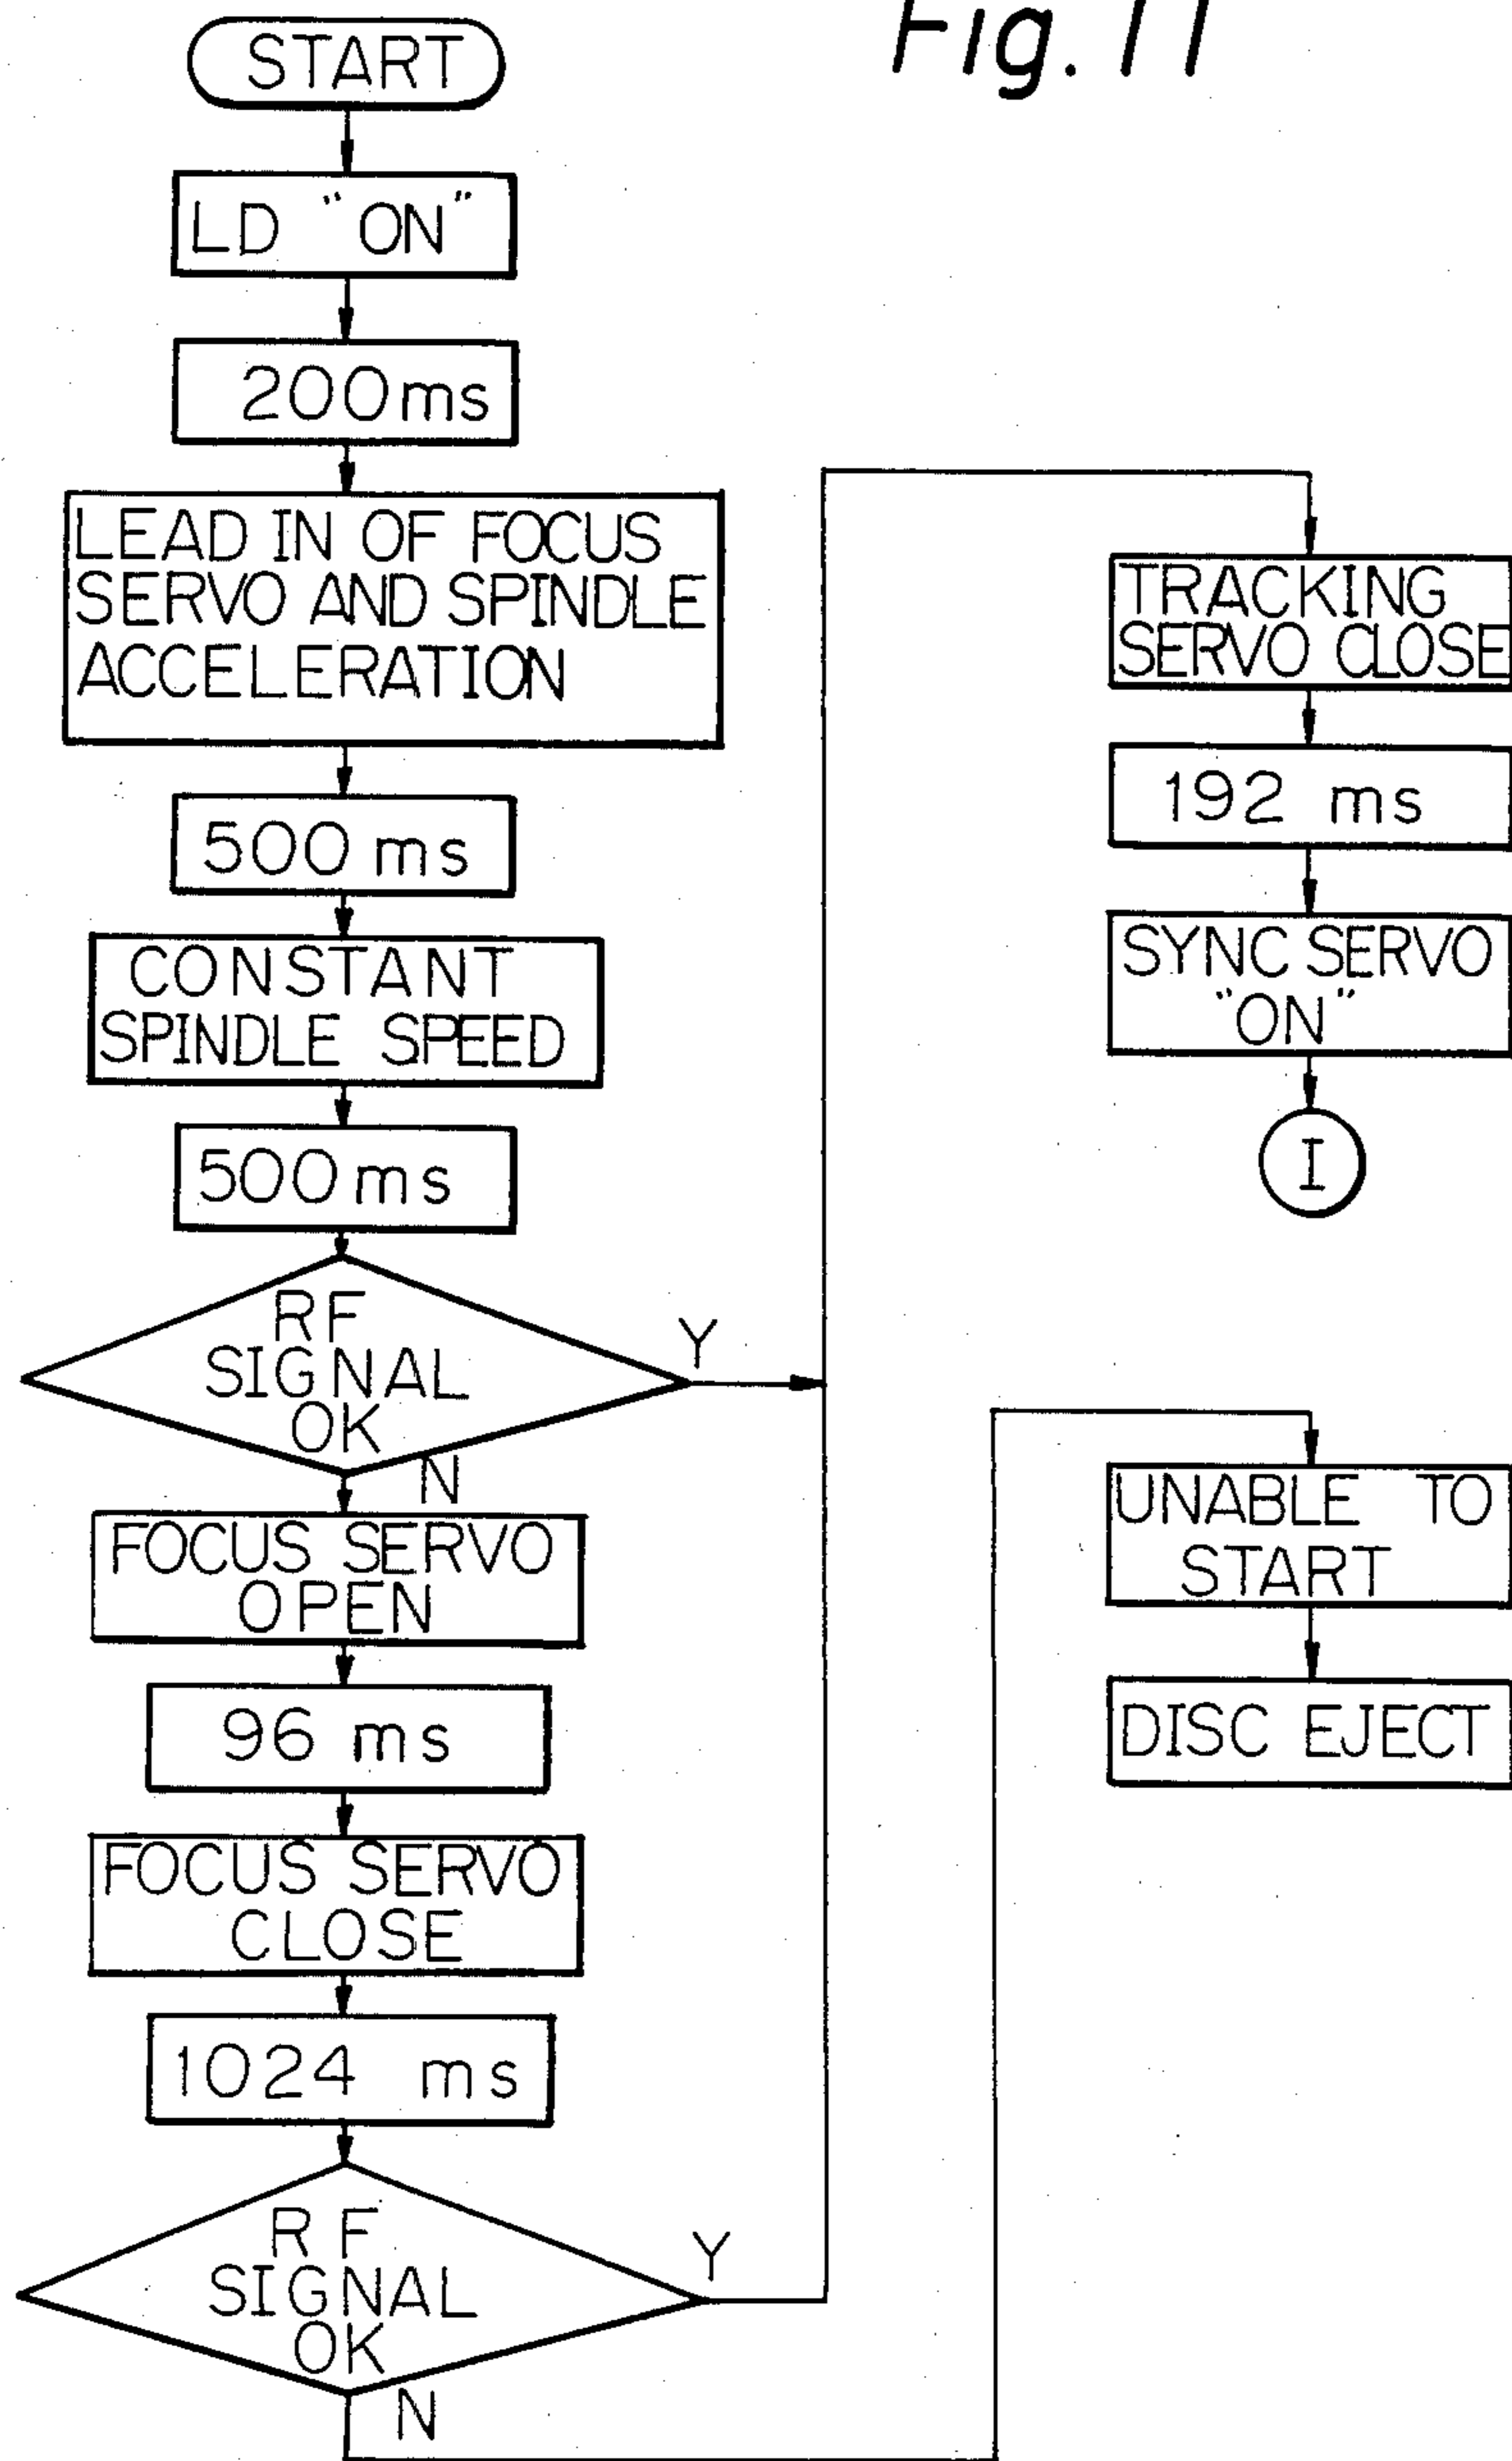 Fig. 11
START
LD "ON"
200ms
LEAD IN OF FOCUS
SERVO AND SPINDLE
ACCELERATION
500 ms
CONSTANT
SPINDLE SPEED
500ms
RF
SIGNAL
OK
Y
N
FOCUS SERVO
OPEN
96 ms
FOCUS SERVO
CLOSE
1024 ms
RF
SIGNAL
OK
Y
N
TRACKING
SERVO CLOSE
192 ms
SYNC SERVO
"ON"
I
UNABLE TO
START
DISC EJECT